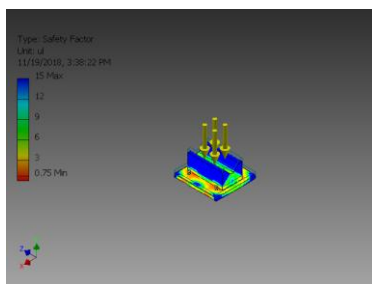 Type: Safety Factor
Unit: ul
11/19/2018, 3:38:22 PM
15 Max
12
9
6
3
0.75 Min
Z
X